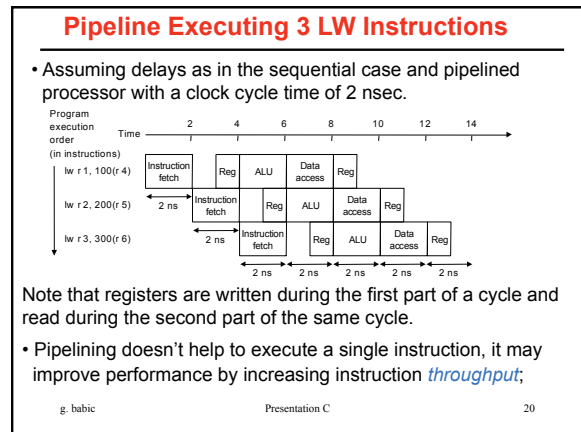 Pipeline Executing 3 LW Instructions
• Assuming delays as in the sequential case and pipelined
processor with a clock cycle time of 2 nsec.
Program
execution
order
(in instructions)
Time
2 4 6 8 10 12 14
lw r 1, 100(r 4)
Instruction
fetch
Reg
ALU
Data
access
Reg
lw r 2, 200(r 5)
2 ns
Instruction
fetch
Reg
ALU
Data
access
Reg
lw r 3, 300(r 6)
2 ns
Instruction
fetch
Reg
ALU
Data
access
Reg
2 ns 2 ns 2 ns 2 ns 2 ns
Note that registers are written during the first part of a cycle and
read during the second part of the same cycle.
• Pipelining doesn't help to execute a single instruction, it may
improve performance by increasing instruction throughput;
g. babic Presentation C 20